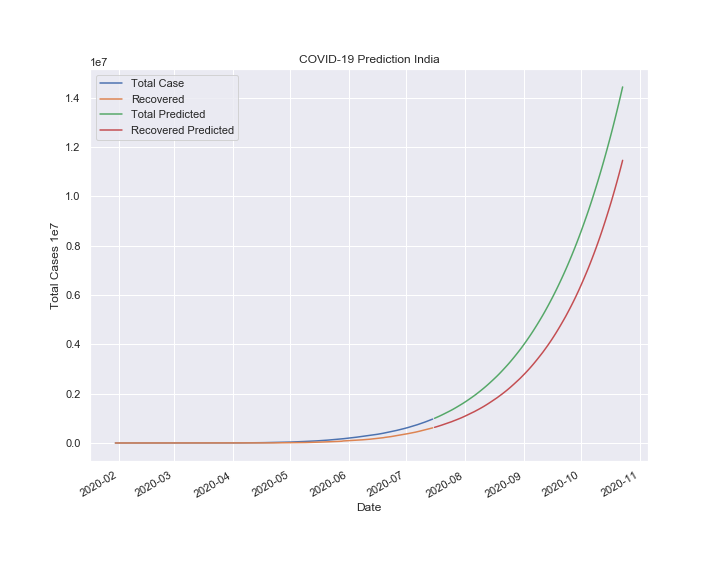 COVID-19 Prediction India
1e7
Total Case
Recovered
Total Predicted
Recovered Predicted
1.4
1.2
1.0
0.8
0.6
0.4
0.2
0.0
Total Cases 1e7
2020-02 2020-03 2020-04 2020-05 2020-06 2020-07 2020-08 2020-09 2020-10 2020-11
Date